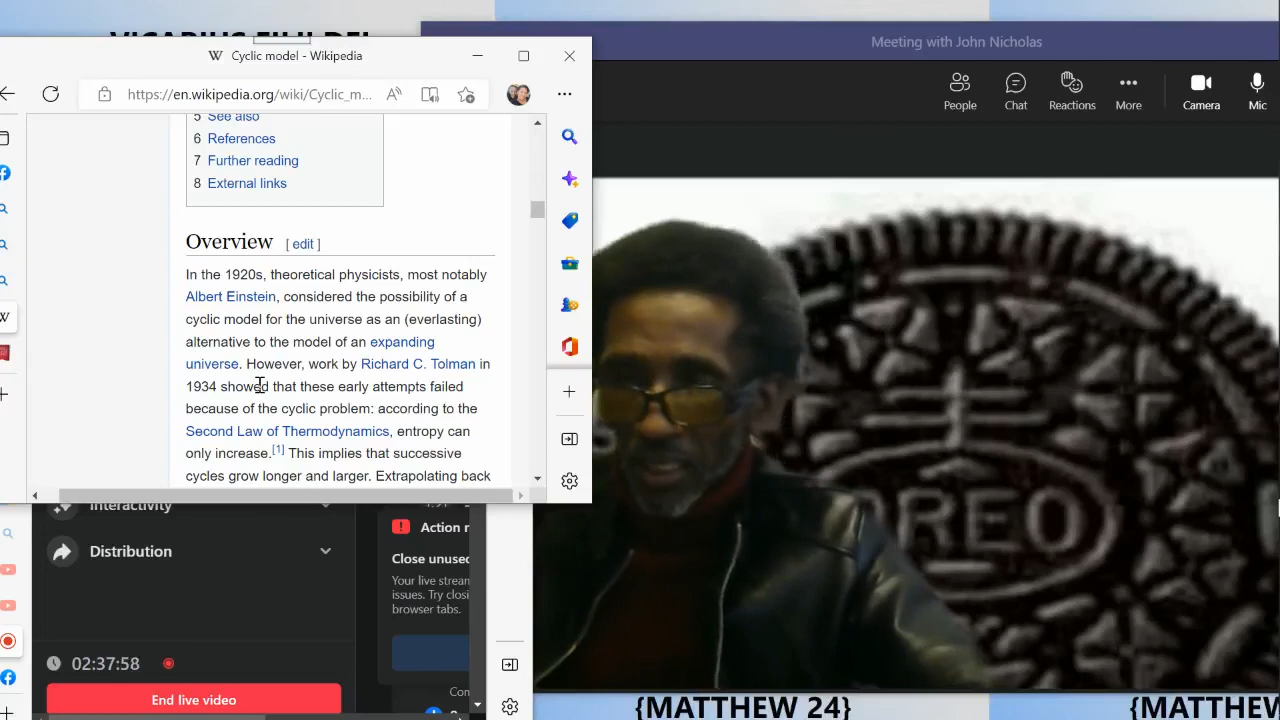 Meeting with John Nicholas
Cyclic model - Wikipedia
https://en.wikipedia.org/wiki/Cyclic_m...
People
Chat
Reactions
More
Camera
Mic
5 See also
6 References
7 Further reading
8 External links
Overview [ edit ]
In the 1920s, theoretical physicists, most notably
Albert Einstein, considered the possibility of a
cyclic model for the universe as an (everlasting)
alternative to the model of an expanding
universe. However, work by Richard C. Tolman in
1934 showed that these early attempts failed
because of the cyclic problem: according to the
Second Law of Thermodynamics, entropy can
only increase.[1] This implies that successive
cycles grow longer and larger. Extrapolating back
OREO
Interactivity
Distribution
Action
Close unused
Your live stream
issues. Try
browser tabs.
02:37:58
End live video
{MATTHEW 24}
{MATTHEW